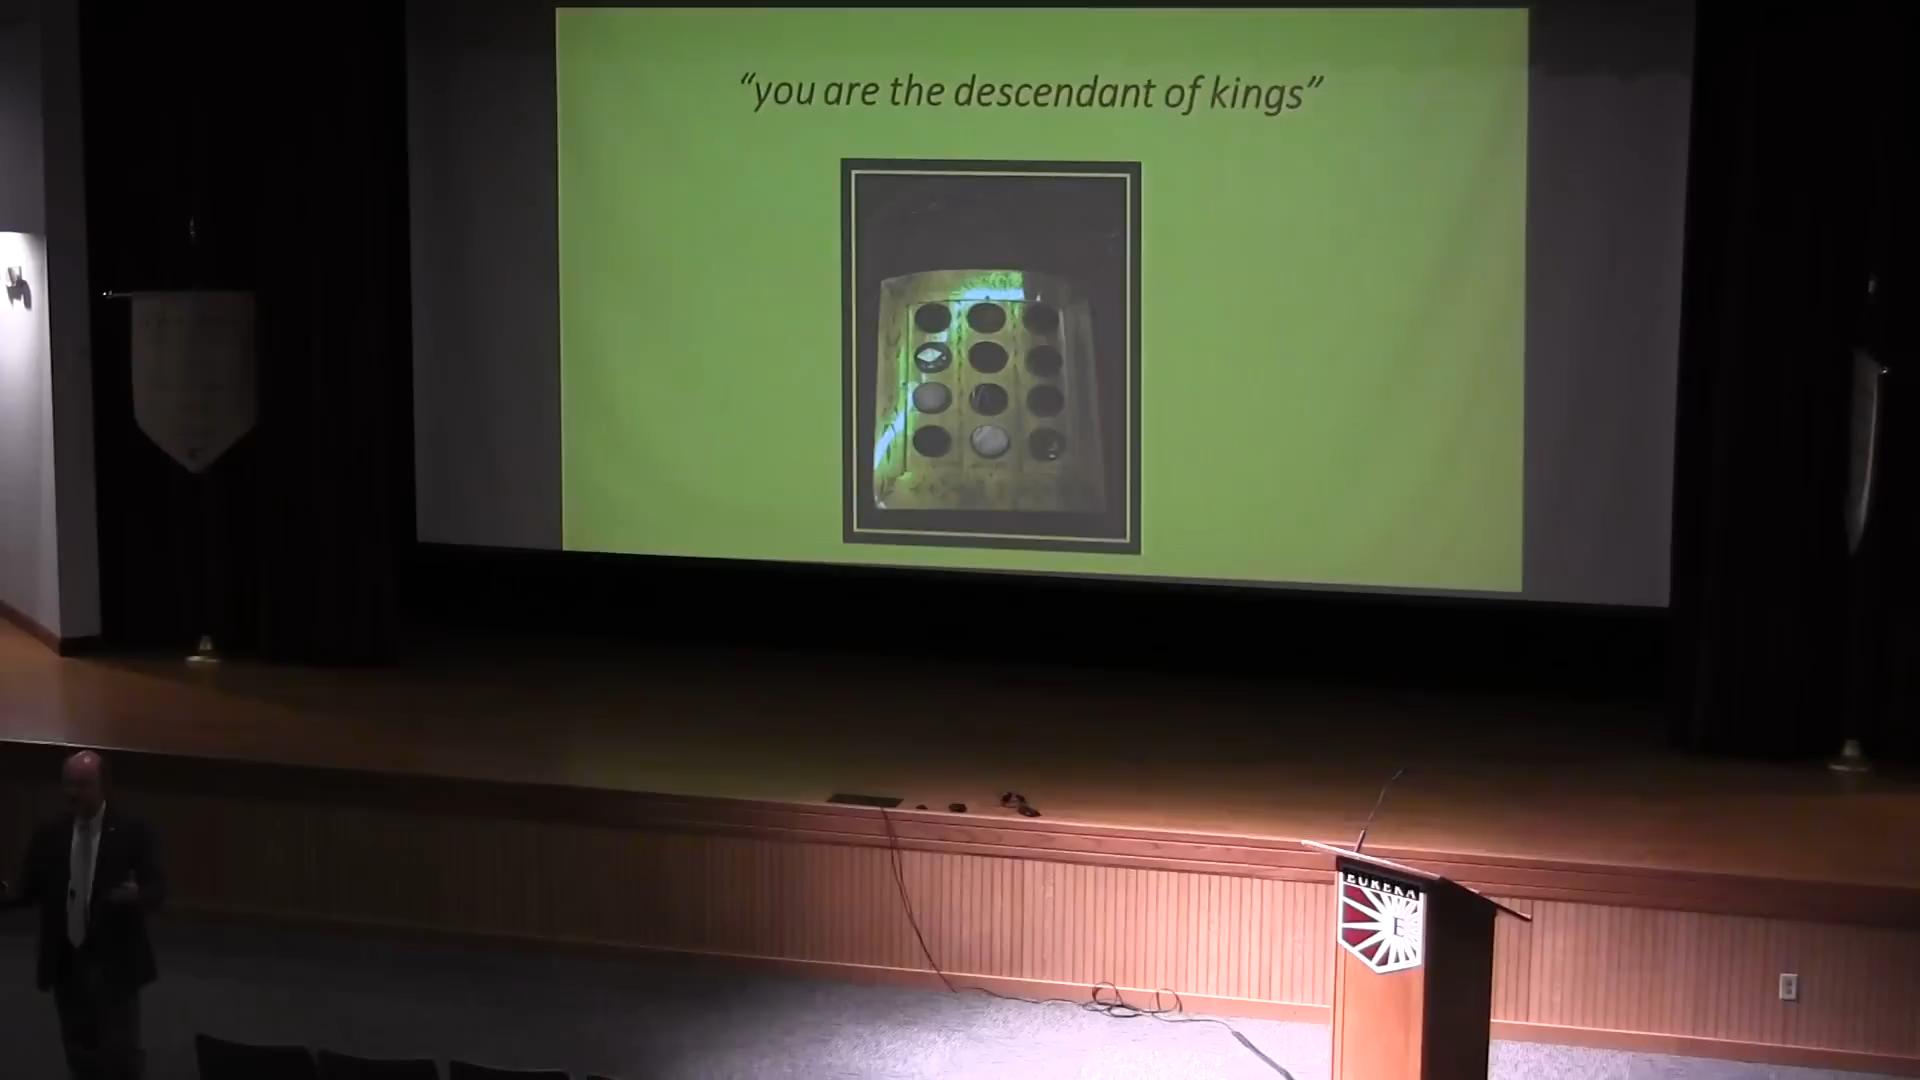 “you are the descendant of kings”
EUREKA
E